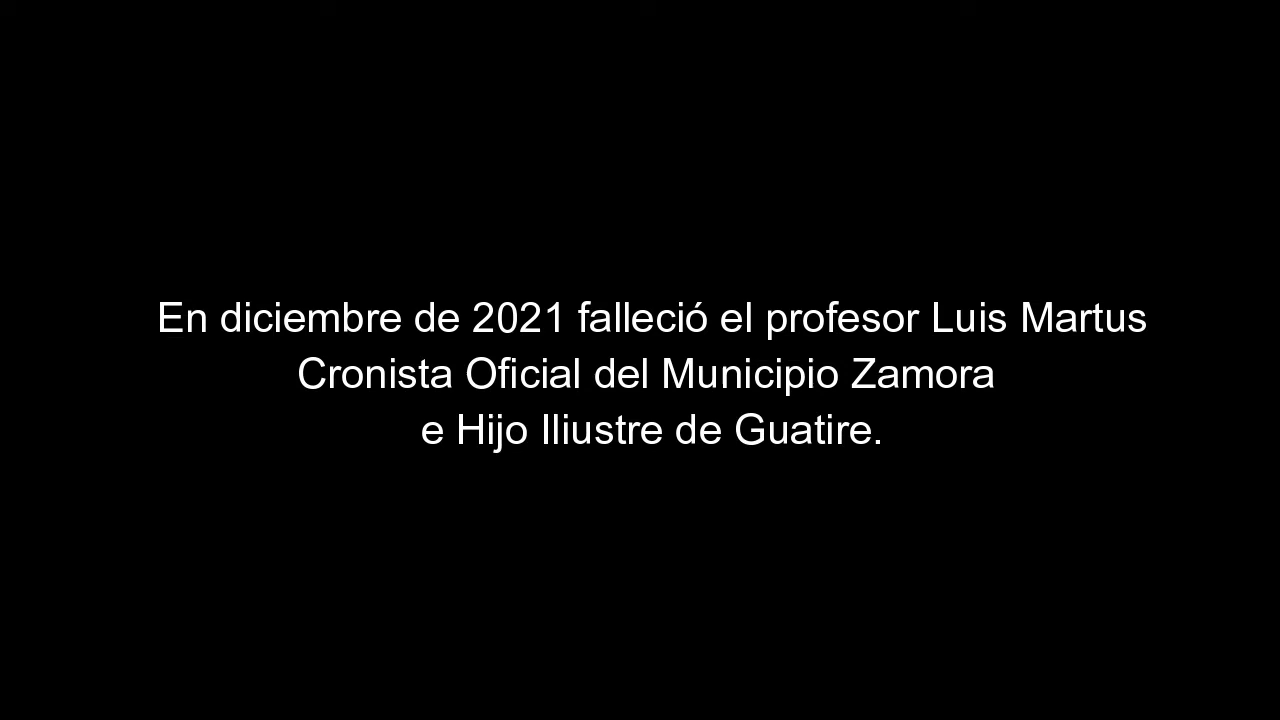 En diciembre de 2021 falleció el profesor Luis Martus
Cronista Oficial del Municipio Zamora
e Hijo Iliustre de Guatire.